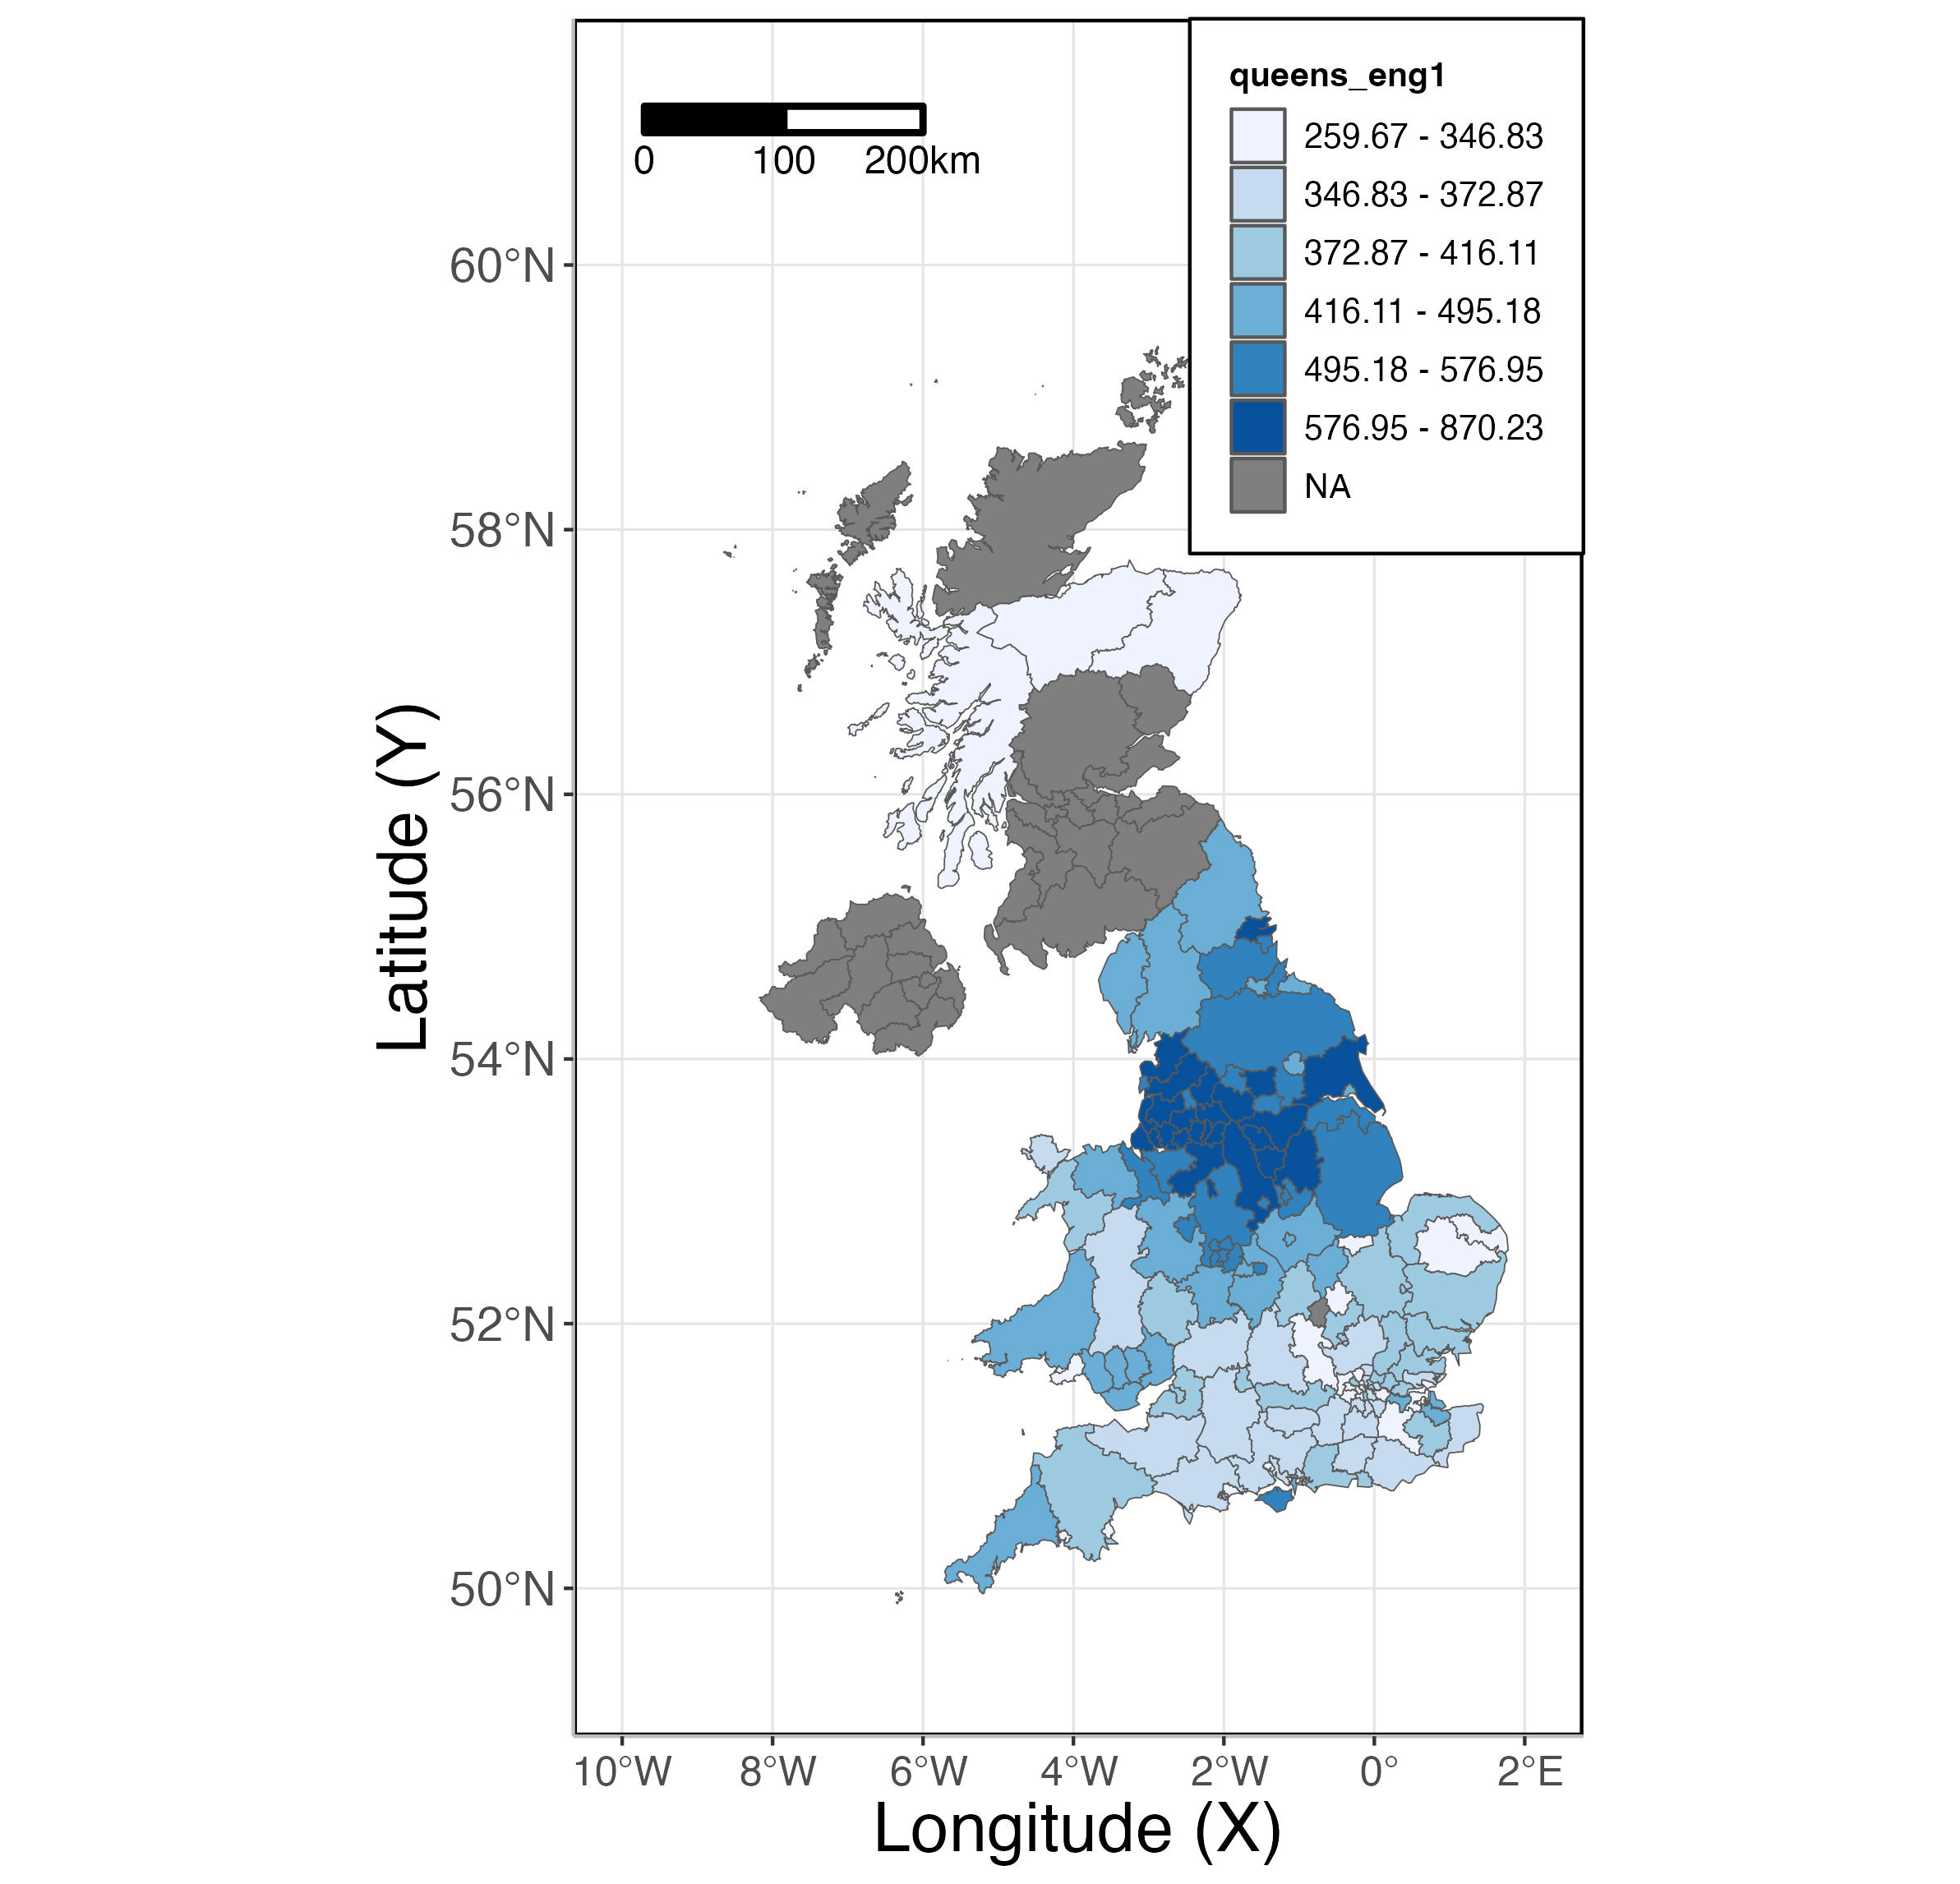 queens_eng1
259.67 - 346.83
346.83 - 372.87
372.87 - 416.11
416.11 - 495.18
495.18 - 576.95
576.95 - 870.23
NA
0 100 200km
60°N
58°N
56°N
54°N
52°N
50°N
Latitude (Y)
10°W 8°W 6°W 4°W 2°W 0° 2°E
Longitude (X)